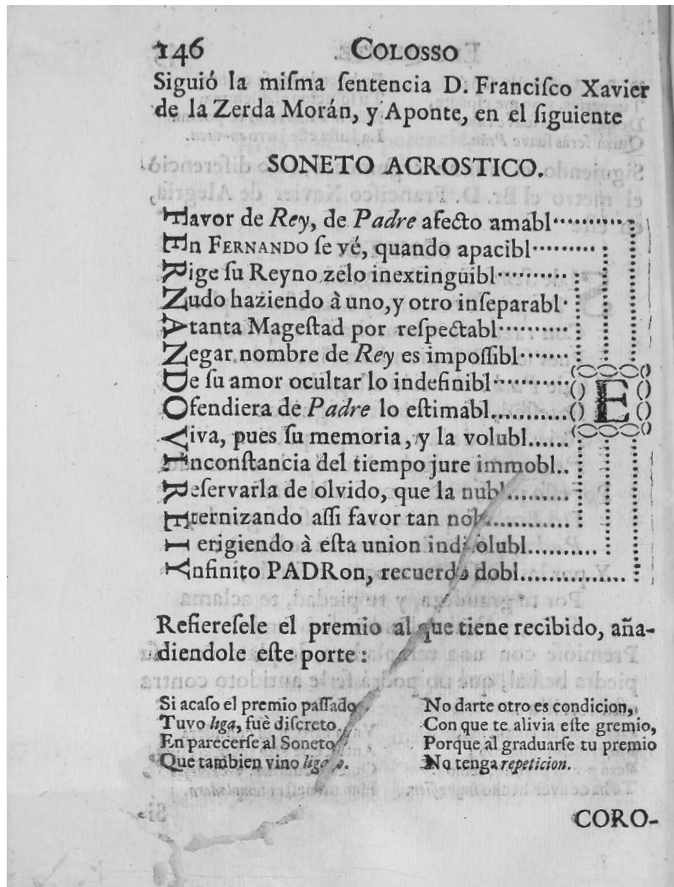 146 COLOSSO
Siguió la miſma ſentencia D. Franciſco Xavier
de la Zerda Morán, y Aponte, en el ſiguiente
SONETO ACROSTICO.
Favor de Rey, de Padre afecto amabl
En FERNANDO ſe vé, quando apacibl
Rige ſu Reyno zelo inextinguibl
Nudo haziendo à uno, y otro inſeparabl
A tanta Mageſtad por reſpectabl
Negar nombre de Rey es impoſſibl
De ſu amor ocultar lo indefinibl
Ofendiera de Padre lo eſtimabl
E
Viva, pues ſu memoria, y la volubl
Inconſtancia del tiempo jure immobl
Reſervarla de olvido, que la nubl
Eternizando aſſi favor tan nobl
I erigiendo à eſta union indiſolubl
Ynfinito PADRon, recuerdo dobl
Refiereſele el premio al que tiene recibido, aña-
diendole eſte porte:
Si acaſo el premio paſſado
Tuvo liga, fuè diſcreto,
En parecerſe al Soneto
Que tambien vino
No darte otro es condicion,
Con que te alivia eſte gremio,
Porque al graduarſe tu premio
No tenga repeticion.
CORO-